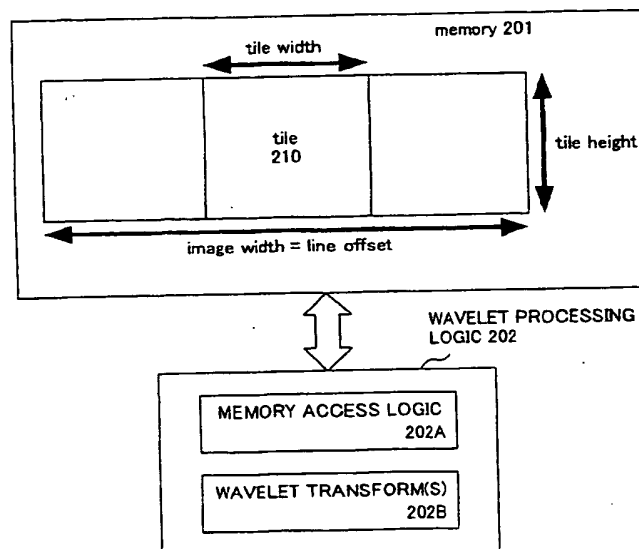 memory 201
tile width
tile
210
tile height
image width = line offset
WAVELET PROCESSING
LOGIC 202
MEMORY ACCESS LOGIC
202A
WAVELET TRANSFORM(S)
202B